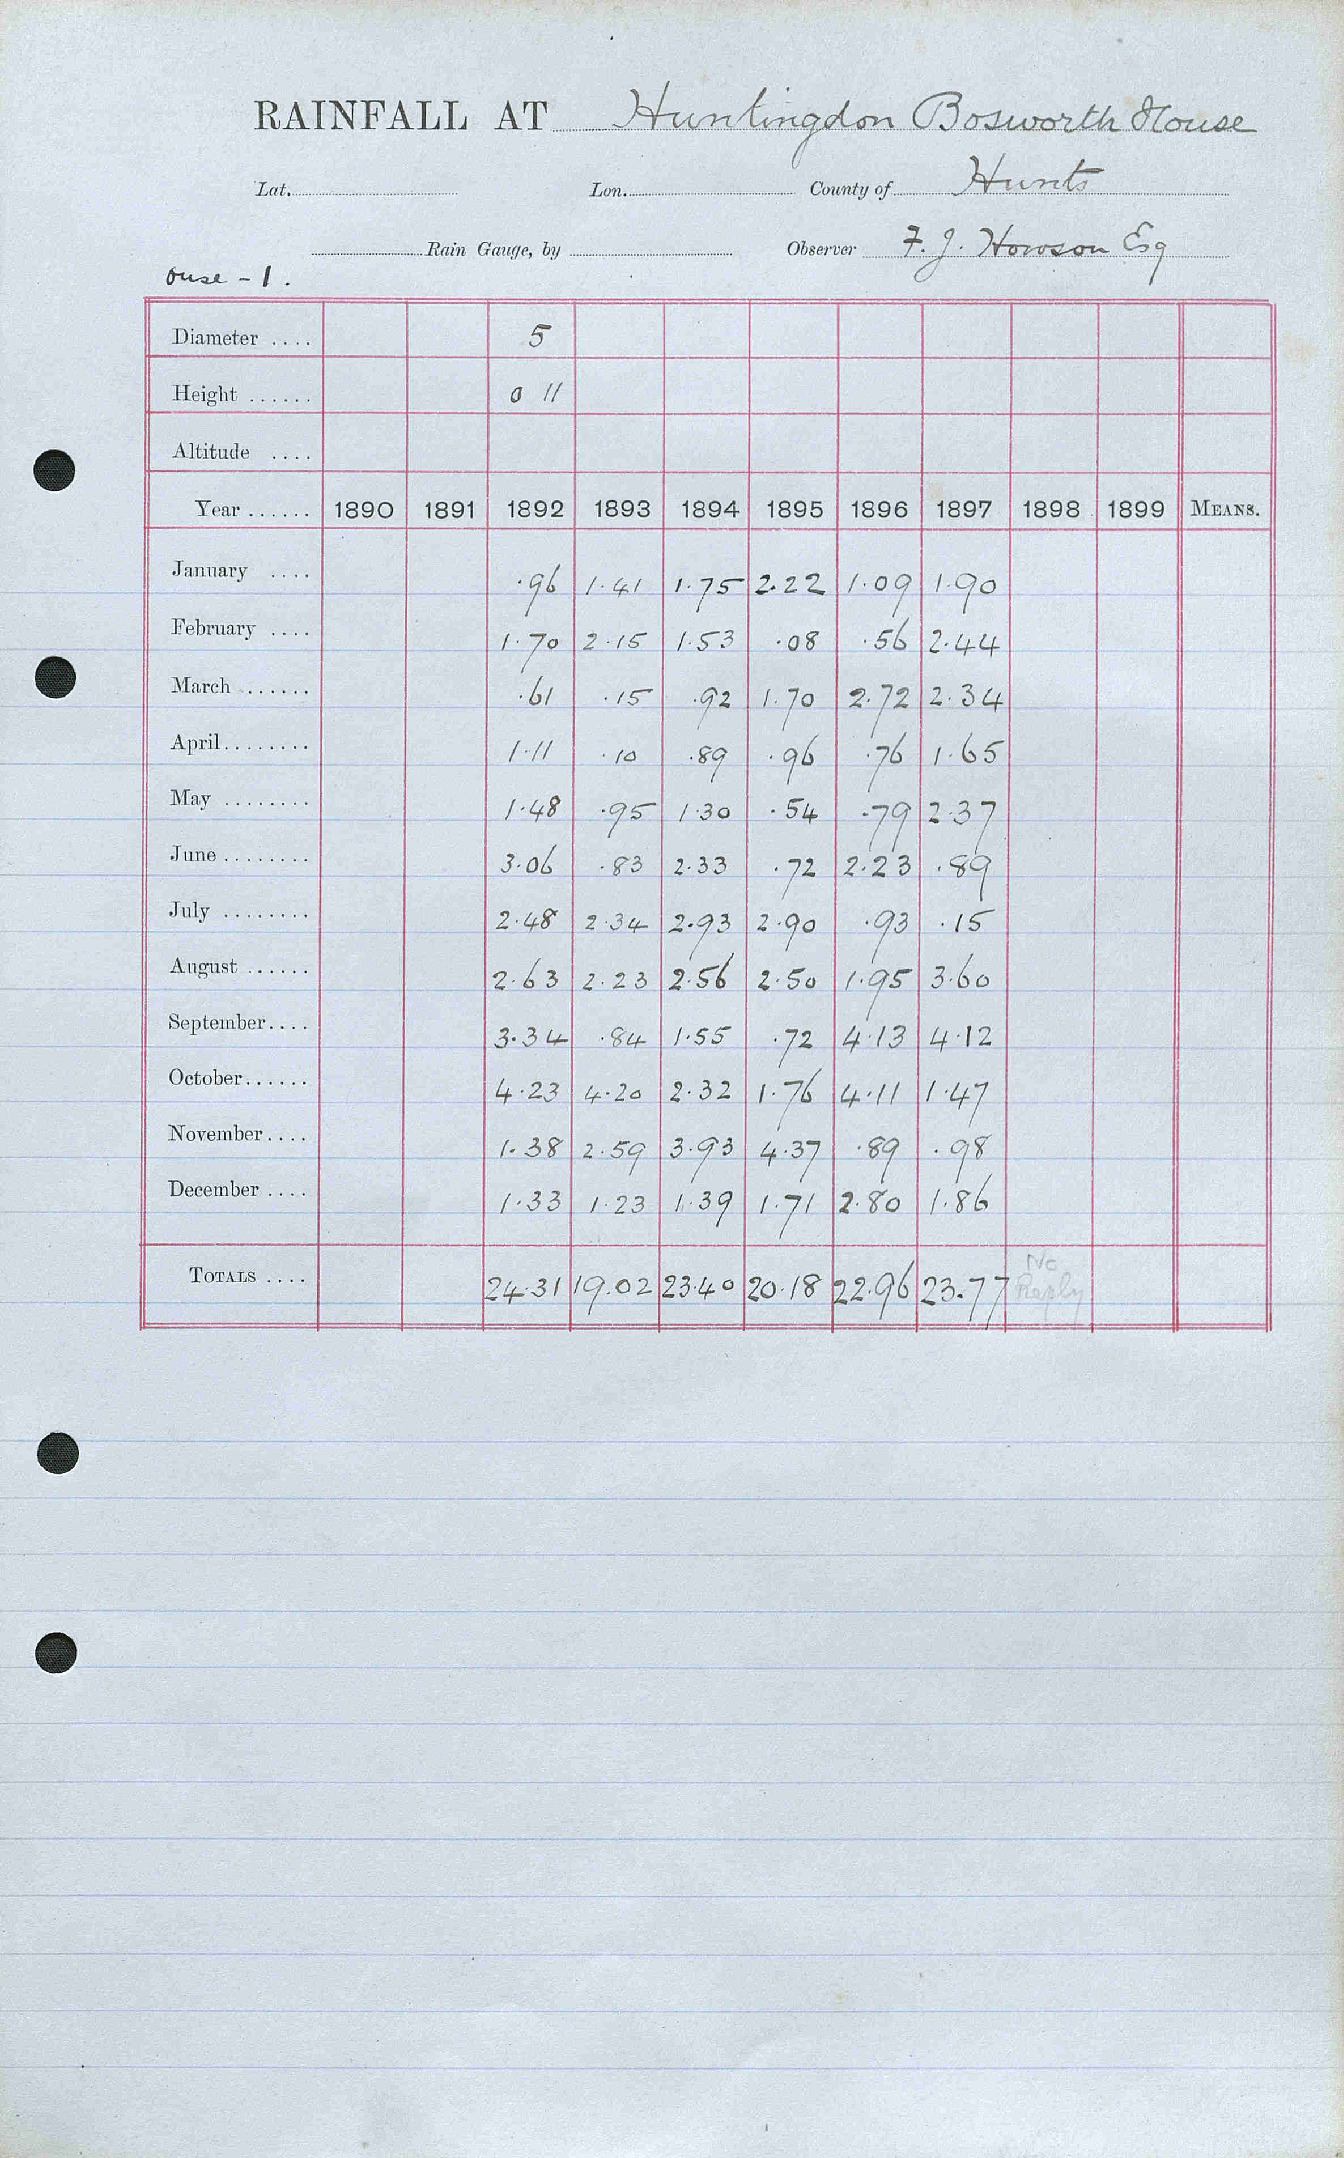 RAINFALL AT Huntingdon Bosworth House
Lat. Lon. County of Hunts
Rain Gauge, by Observer F. J. Howson Esq
Ouse - 1.
Diameter .... 5
Height ...... 0 11
Altitude ....
Year ...... 1890 1891 1892 1893 1894 1895 1896 1897 1898 1899 MEANS.
January .... .96 1.41 1.75 2.22 1.09 1.90
February .... 1.70 2.15 1.53 .08 .56 2.44
March ...... .61 .15 .92 1.70 2.72 2.34
April........ 1.11 .10 .89 .96 .76 1.65
May ........ 1.48 .95 1.30 .54 .79 2.37
June ........ 3.06 .83 2.33 .72 2.23 .89
July ........ 2.48 2.34 2.93 2.90 .93 .15
August ...... 2.63 2.23 2.56 2.50 1.95 3.60
September.... 3.34 .84 1.55 .72 4.13 4.12
October...... 4.23 4.20 2.32 1.76 4.11 1.47
November.... 1.38 2.59 3.93 4.37 .89 .98
December .... 1.33 1.23 1.39 1.71 2.80 1.86
TOTALS .... 24.31 19.02 23.40 20.18 22.96 23.77 No Reply